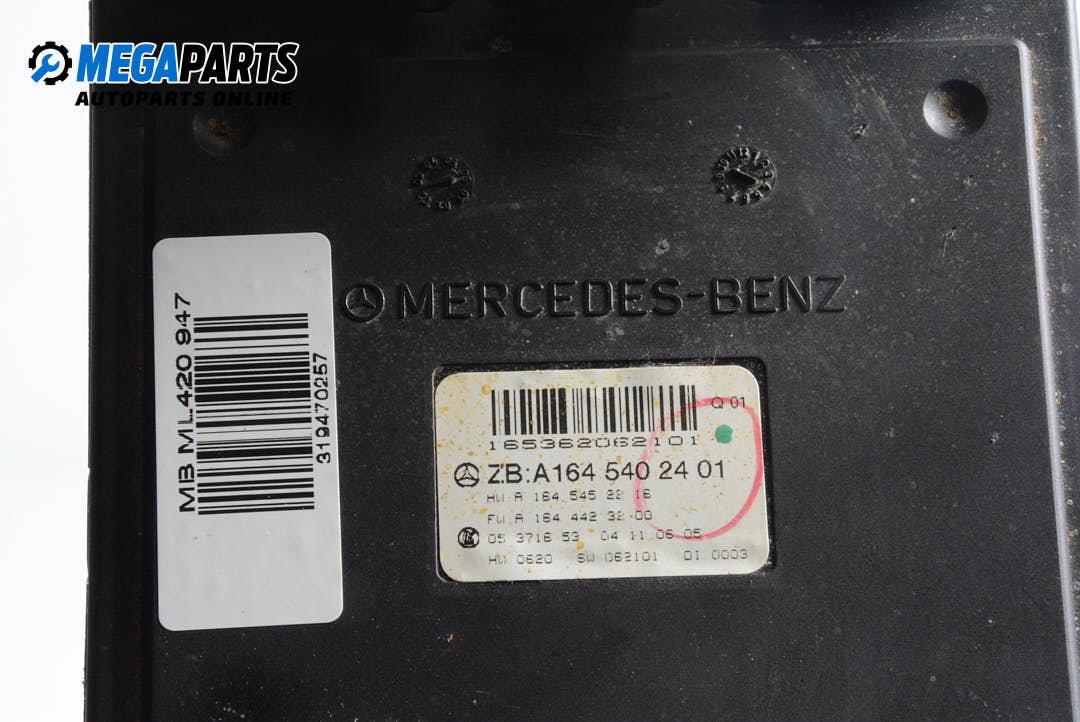 MEGAPARTS
AUTOPARTS ONLINE
MERCEDES-BENZ
MB ML420 947
319470257
Q 01
165362062101
Z.B:A164 540 24 01
HW:A 164 545 22 16
FW:A 164 442 32 00
05 3716 53 04 11 06 05
HW 0620 SW 062101 01 0003